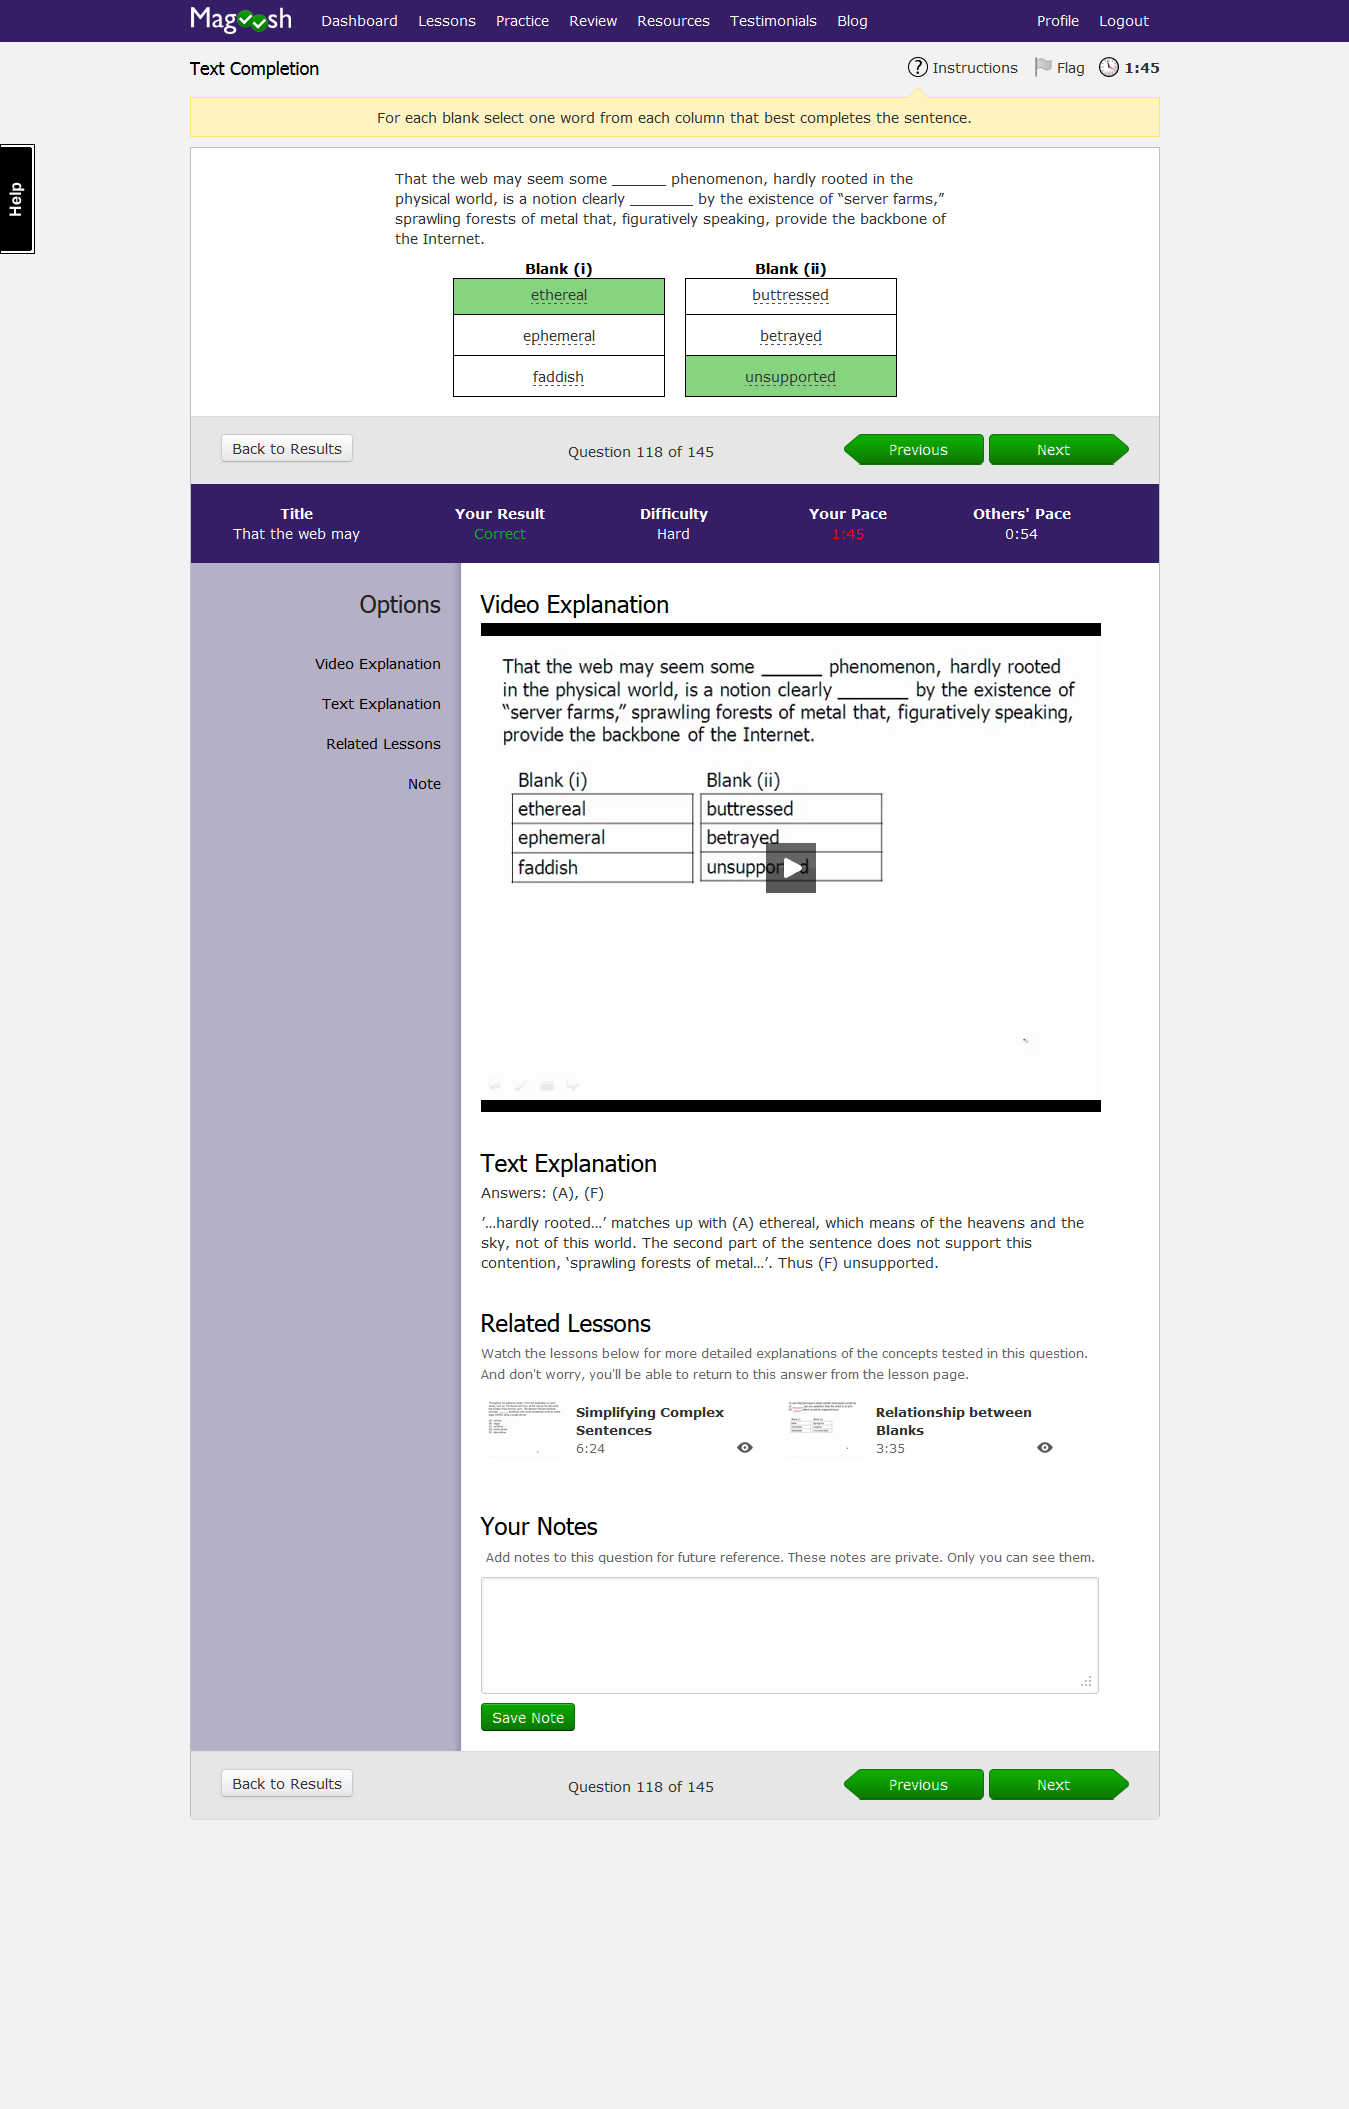 Magoosh Dashboard Lessons Practice Review Resources Testimonials Blog Profile Logout
Text Completion Instructions Flag 1:45
For each blank select one word from each column that best completes the sentence.
Help
That the web may seem some ______ phenomenon, hardly rooted in the
physical world, is a notion clearly _______ by the existence of “server farms,”
sprawling forests of metal that, figuratively speaking, provide the backbone of
the Internet.
Blank (i) Blank (ii)
ethereal buttressed
ephemeral betrayed
faddish unsupported
Back to Results Question 118 of 145 Previous Next
Title Your Result Difficulty Your Pace Others' Pace
That the web may Correct Hard 1:45 0:54
Options
Video Explanation
Text Explanation
Related Lessons
Note
Video Explanation
That the web may seem some ______ phenomenon, hardly rooted
in the physical world, is a notion clearly _______ by the existence of
“server farms,” sprawling forests of metal that, figuratively speaking,
provide the backbone of the Internet.
Blank (i) Blank (ii)
ethereal buttressed
ephemeral betrayed
faddish unsupported
Text Explanation
Answers: (A), (F)
’…hardly rooted…’ matches up with (A) ethereal, which means of the heavens and the
sky, not of this world. The second part of the sentence does not support this
contention, ‘sprawling forests of metal…’. Thus (F) unsupported.
Related Lessons
Watch the lessons below for more detailed explanations of the concepts tested in this question.
And don't worry, you'll be able to return to this answer from the lesson page.
Simplifying Complex
Sentences
6:24
Relationship between
Blanks
3:35
Your Notes
Add notes to this question for future reference. These notes are private. Only you can see them.
Save Note
Back to Results Question 118 of 145 Previous Next